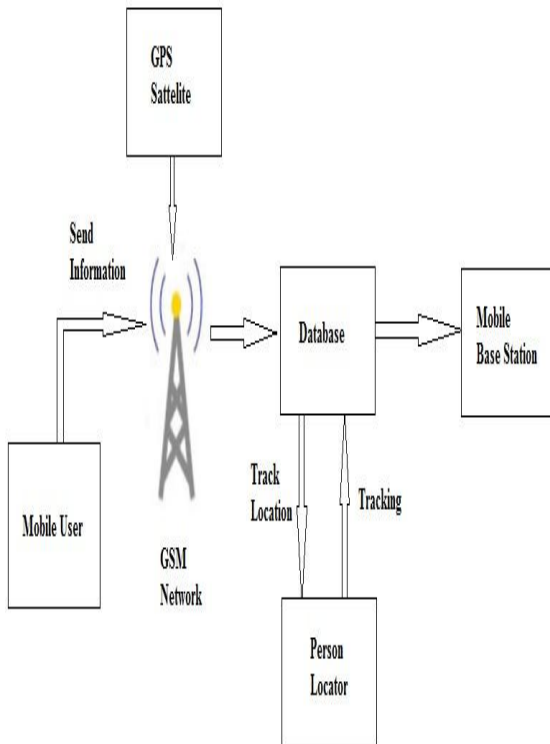 GPS
Sattelite
Send
Information
Database
Mobile
Base Station
Mobile User
GSM
Network
Track
Location
Tracking
Person
Locator